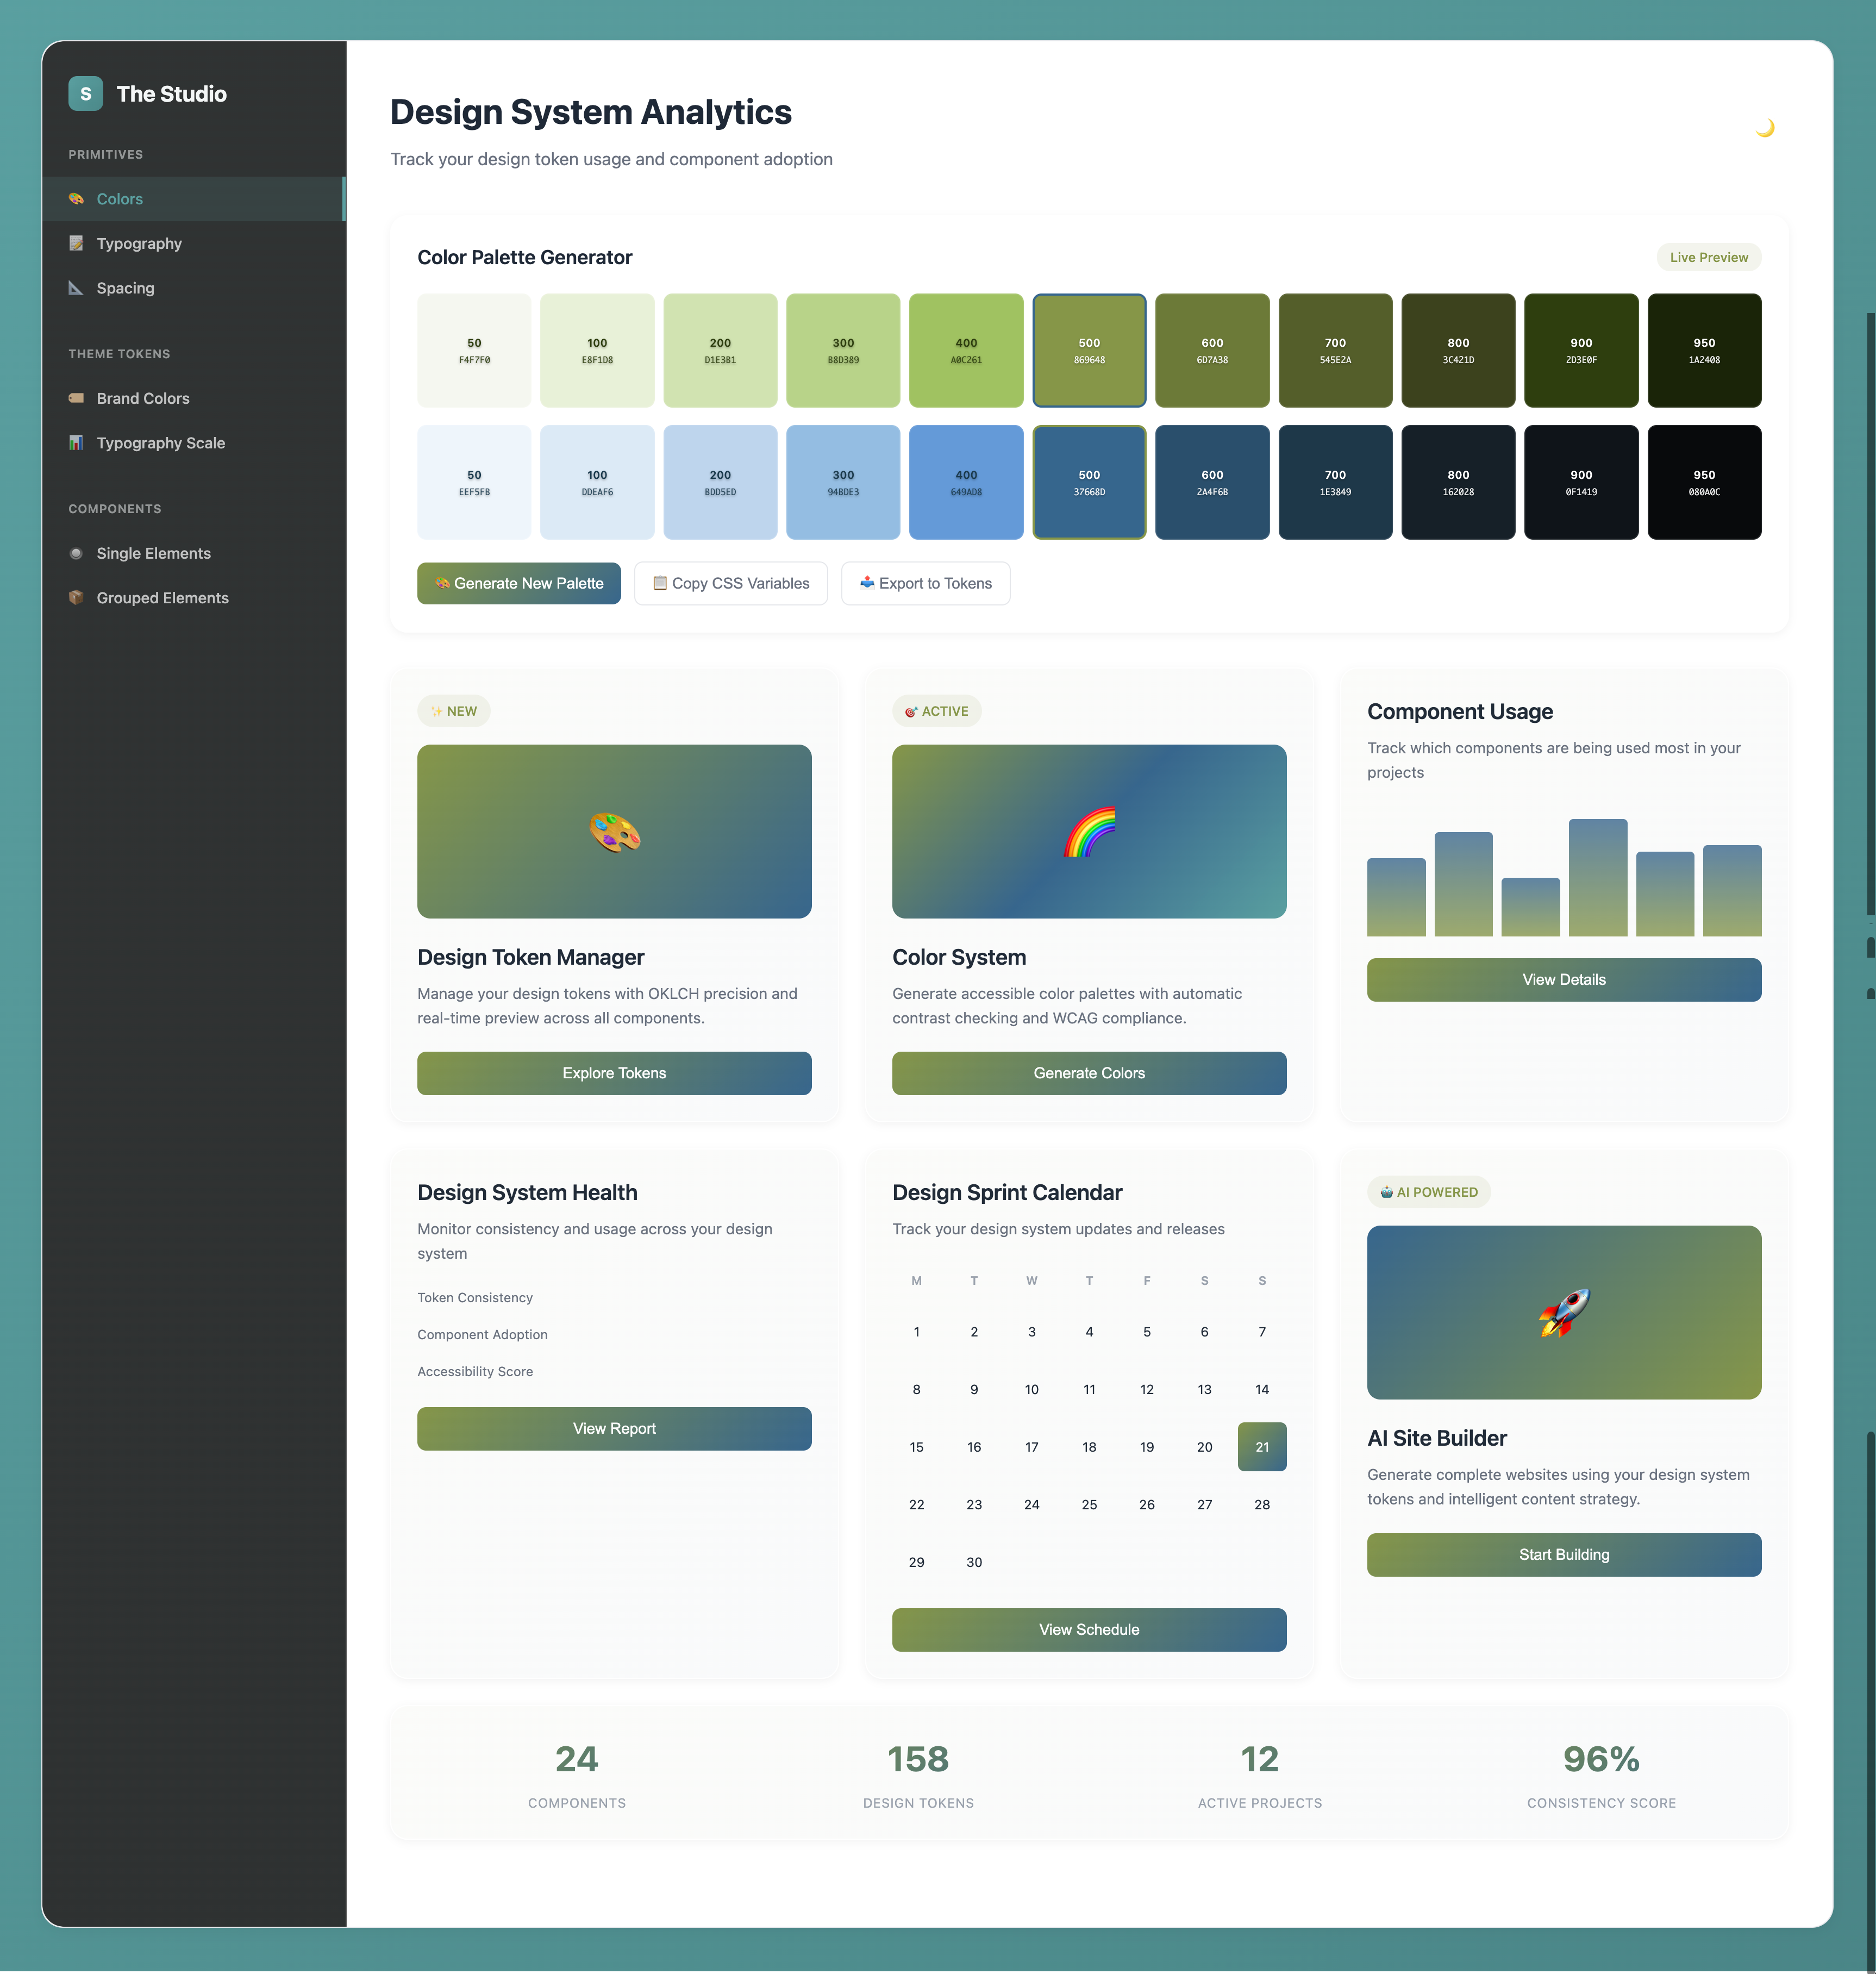 S The Studio
PRIMITIVES
Colors
Typography
Spacing
THEME TOKENS
Brand Colors
Typography Scale
COMPONENTS
Single Elements
Grouped Elements
Design System Analytics
Track your design token usage and component adoption
Color Palette Generator
Live Preview
50 100 200 300 400 500 600 700 800 900 950
F4F7F0 E8F1D8 D1E3B1 B8D389 A0C261 869648 6D7A38 545E2A 3C421D 2D3E0F 1A2408
50 100 200 300 400 500 600 700 800 900 950
EEF5FB DDEAF6 BDD5ED 94BDE3 649AD8 37668D 2A4F6B 1E3849 162028 0F1419 080A0C
Generate New Palette
Copy CSS Variables
Export to Tokens
NEW
Design Token Manager
Manage your design tokens with OKLCH precision and
real-time preview across all components.
Explore Tokens
ACTIVE
Color System
Generate accessible color palettes with automatic
contrast checking and WCAG compliance.
Generate Colors
Component Usage
Track which components are being used most in your
projects
View Details
Design System Health
Monitor consistency and usage across your design
system
Token Consistency
Component Adoption
Accessibility Score
View Report
Design Sprint Calendar
Track your design system updates and releases
M T W T F S S
1 2 3 4 5 6 7
8 9 10 11 12 13 14
15 16 17 18 19 20 21
22 23 24 25 26 27 28
29 30
View Schedule
AI POWERED
AI Site Builder
Generate complete websites using your design system
tokens and intelligent content strategy.
Start Building
24
COMPONENTS
158
DESIGN TOKENS
12
ACTIVE PROJECTS
96%
CONSISTENCY SCORE